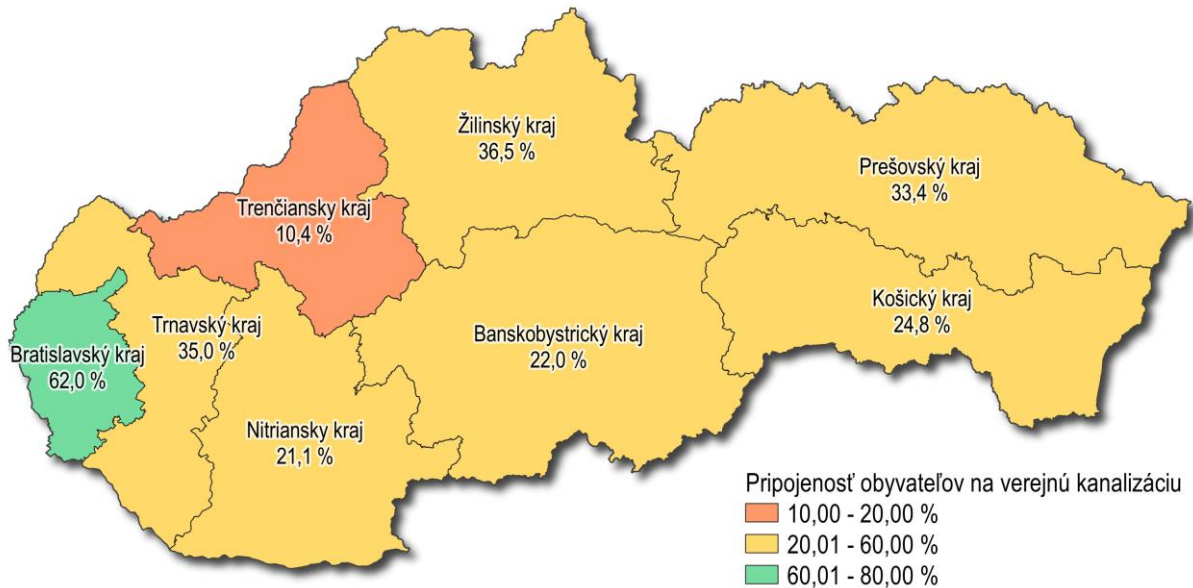 Žilinský kraj
36,5 %
Prešovský kraj
33,4 %
Trenčiansky kraj
10,4 %
Košický kraj
24,8 %
Trnavský kraj
35,0 %
Banskobystrický kraj
22,0 %
Bratislavský kraj
62,0 %
Nitriansky kraj
21,1 %
Pripojenosť obyvateľov na verejnú kanalizáciu
10,00 - 20,00 %
20,01 - 60,00 %
60,01 - 80,00 %